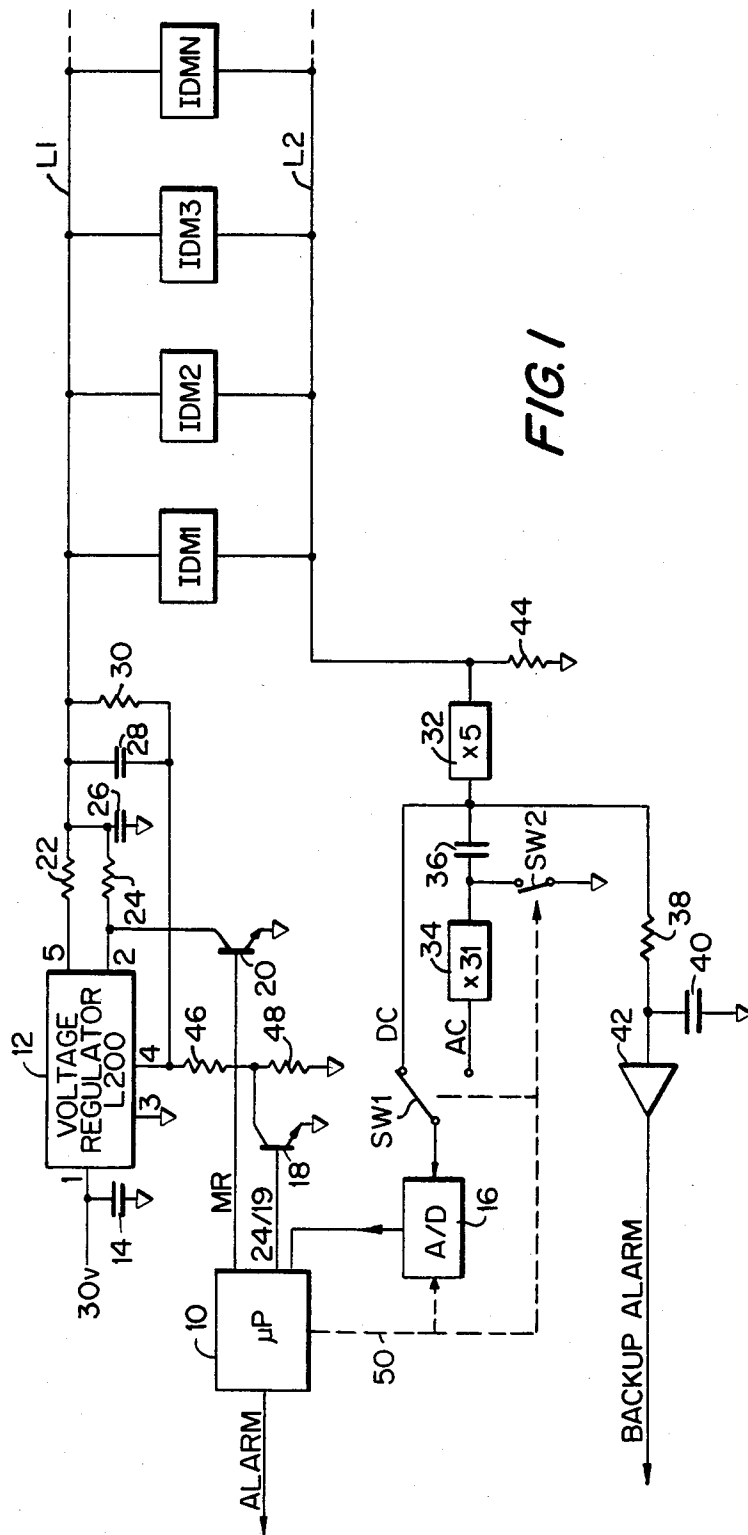 L1
IDM1
IDM2
IDM3
IDMN
L2
12
VOLTAGE
REGULATOR
L200
30v
1
14
3
4
5
2
22
24
26
28
30
46
48
20
18
MR
24/19
10
μP
ALARM
50
A/D
16
SW1
DC
AC
34
x31
36
SW2
32
x5
44
38
40
42
BACKUP ALARM
FIG. 1